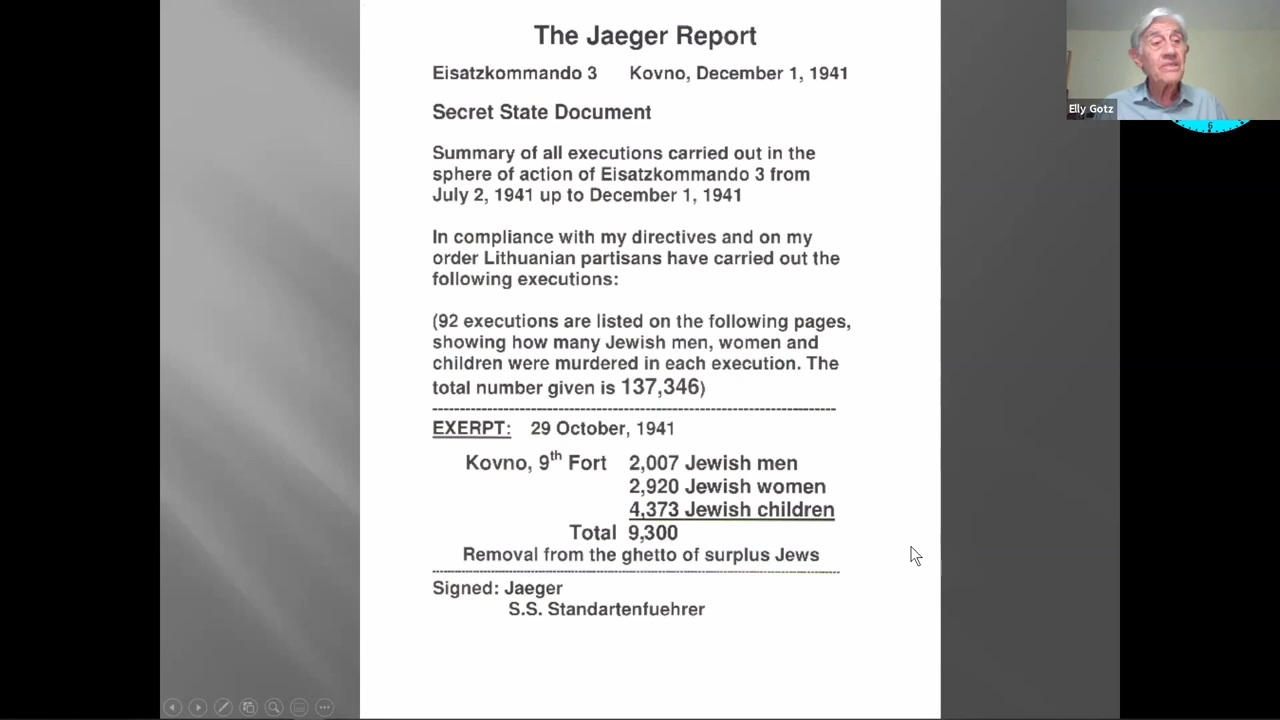 The Jaeger Report
Eisatzkommando 3 Kovno, December 1, 1941
Secret State Document
Summary of all executions carried out in the
sphere of action of Eisatzkommando 3 from
July 2, 1941 up to December 1, 1941
In compliance with my directives and on my
order Lithuanian partisans have carried out the
following executions:
(92 executions are listed on the following pages,
showing how many Jewish men, women and
children were murdered in each execution. The
total number given is 137,346)
EXERPT: 29 October, 1941
Kovno, 9th Fort 2,007 Jewish men
2,920 Jewish women
4,373 Jewish children
Total 9,300
Removal from the ghetto of surplus Jews
Signed: Jaeger
S.S. Standartenfuehrer
Elly Gotz
6